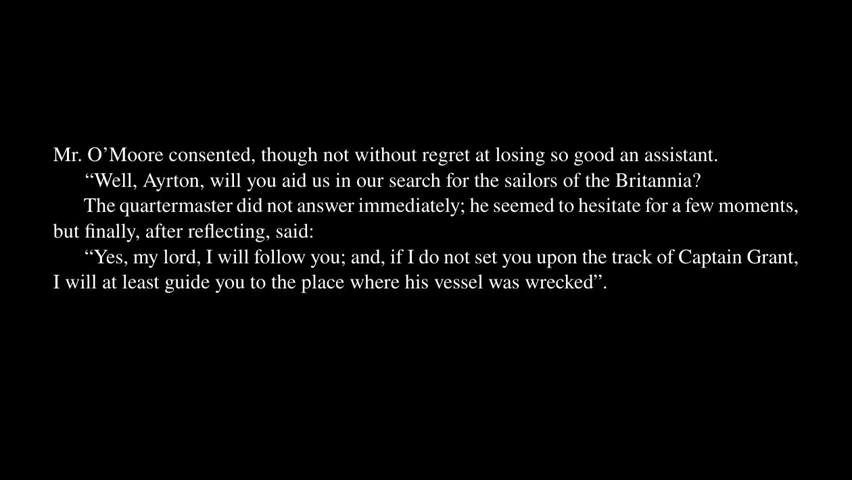 Mr. O’Moore consented, though not without regret at losing so good an assistant.
“Well, Ayrton, will you aid us in our search for the sailors of the Britannia?
The quartermaster did not answer immediately; he seemed to hesitate for a few moments,
but finally, after reflecting, said:
“Yes, my lord, I will follow you; and, if I do not set you upon the track of Captain Grant,
I will at least guide you to the place where his vessel was wrecked”.